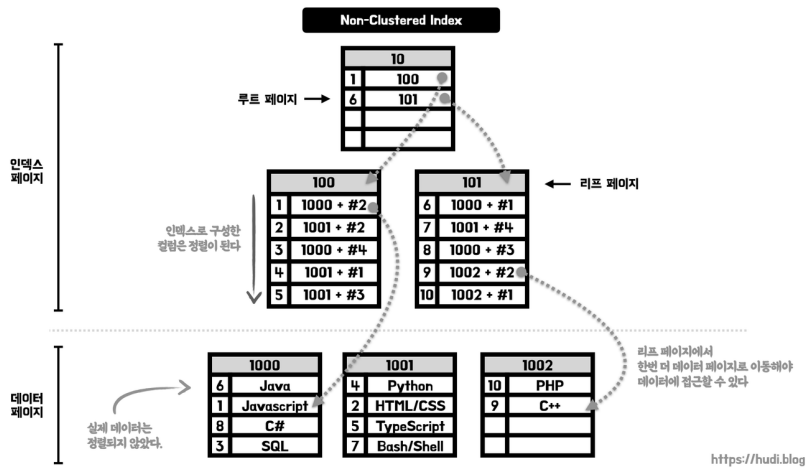 Non-Clustered Index
10
1 100
6 101
루트 페이지
인덱스
페이지
100
1 1000 + #2
2 1001 + #2
3 1000 + #4
4 1001 + #1
5 1001 + #3
101
6 1000 + #1
7 1001 + #4
8 1000 + #3
9 1002 + #2
10 1002 + #1
리프 페이지
인덱스로 구성한
컬럼은 정렬이 된다
데이터
페이지
1000
6 Java
1 Javascript
8 C#
3 SQL
1001
4 Python
2 HTML/CSS
5 TypeScript
7 Bash/Shell
1002
10 PHP
9 C++
리프 페이지에서
한번 더 데이터 페이지로 이동해야
데이터에 접근할 수 있다
실제 데이터는
정렬되지 않았다.
https://hudi.blog